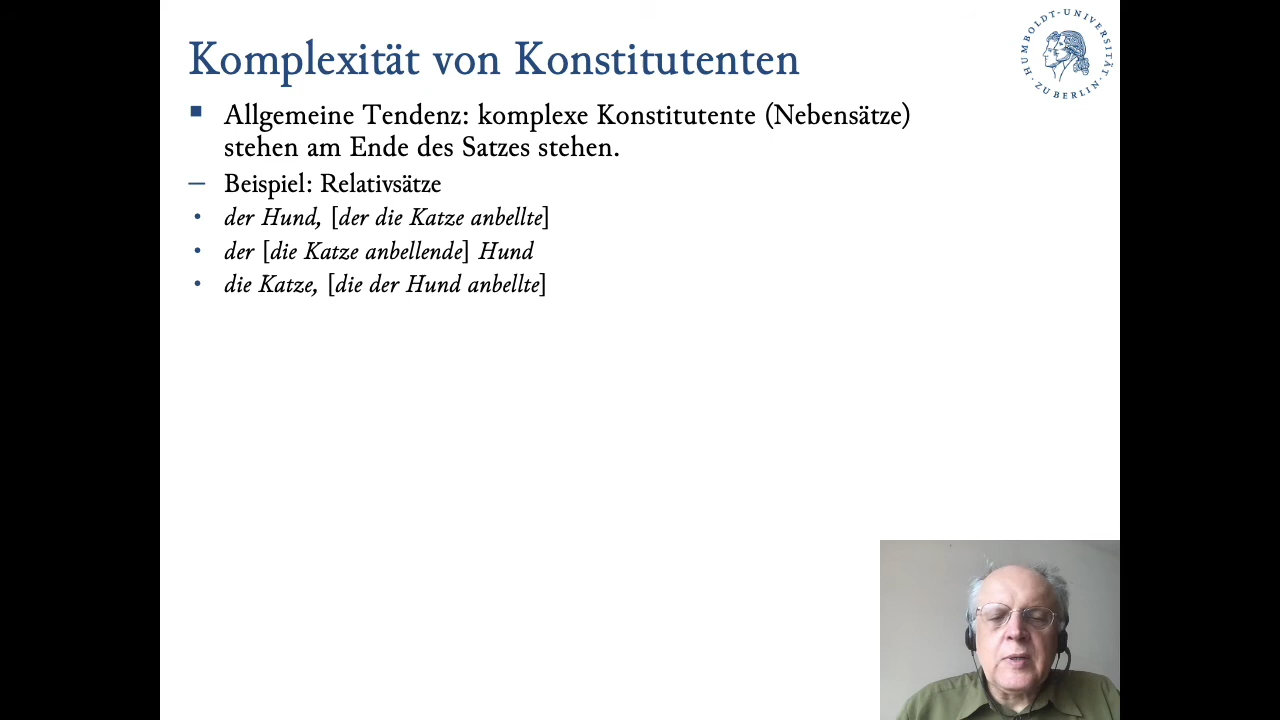 Komplexität von Konstitutenten
Allgemeine Tendenz: komplexe Konstitutente (Nebensätze)
stehen am Ende des Satzes stehen.
– Beispiel: Relativsätze
• der Hund, [der die Katze anbellte]
• der [die Katze anbellende] Hund
• die Katze, [die der Hund anbellte]
HUMBOLDT-UNIVERSITÄT
· ZU BERLIN ·